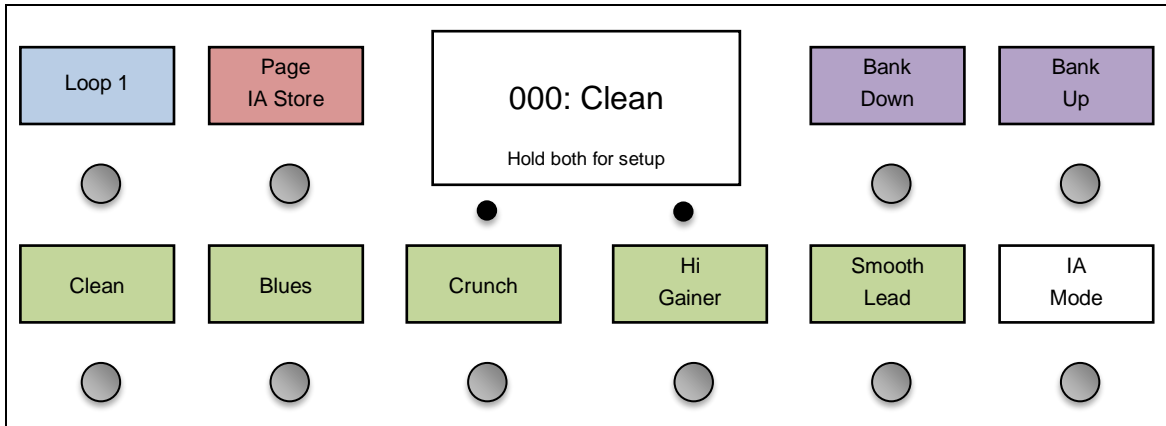 Loop 1
Page
IA Store
000: Clean
Hold both for setup
Bank
Down
Bank
Up
Clean
Blues
Crunch
Hi
Gainer
Smooth
Lead
IA
Mode